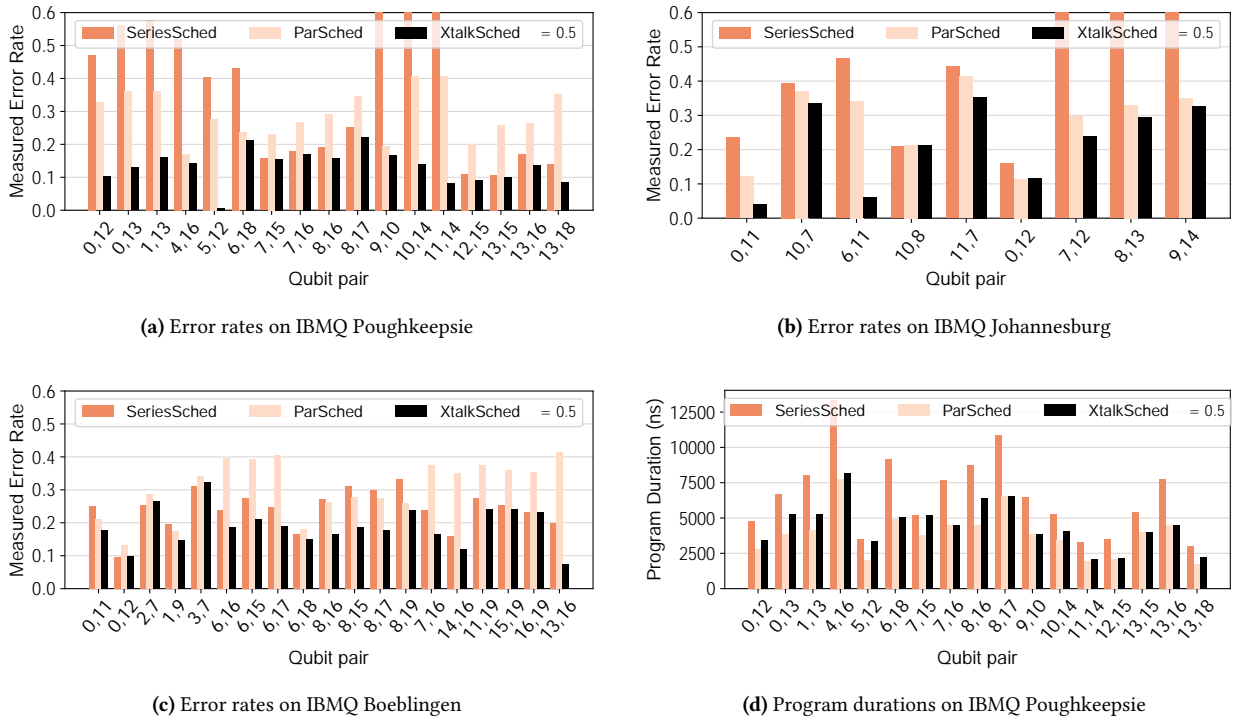 0.6
0.5
0.4
0.3
0.2
0.1
0.0
Measured Error Rate
SeriesSched ParSched XtalkSched = 0.5
0,12 0,13 1,13 4,16 5,12 6,18 7,15 7,16 8,16 8,17 9,10 10,14 11,14 12,15 13,15 13,16 13,18
Qubit pair
(a) Error rates on IBMQ Poughkeepsie
0.6
0.5
0.4
0.3
0.2
0.1
0.0
Measured Error Rate
SeriesSched ParSched XtalkSched = 0.5
0,11 10,7 6,11 10,8 11,7 0,12 7,12 8,13 9,14
Qubit pair
(b) Error rates on IBMQ Johannesburg
0.6
0.5
0.4
0.3
0.2
0.1
0.0
Measured Error Rate
SeriesSched ParSched XtalkSched = 0.5
0,11 0,12 2,7 1,9 3,7 6,16 6,15 6,17 6,18 8,16 8,15 8,17 8,19 7,16 14,16 11,19 15,19 16,19 13,16
Qubit pair
(c) Error rates on IBMQ Boeblingen
12500
10000
7500
5000
2500
0
Program Duration (ns)
SeriesSched ParSched XtalkSched = 0.5
0,12 0,13 1,13 4,16 5,12 6,18 7,15 7,16 8,16 8,17 9,10 10,14 11,14 12,15 13,15 13,16 13,18
Qubit pair
(d) Program durations on IBMQ Poughkeepsie